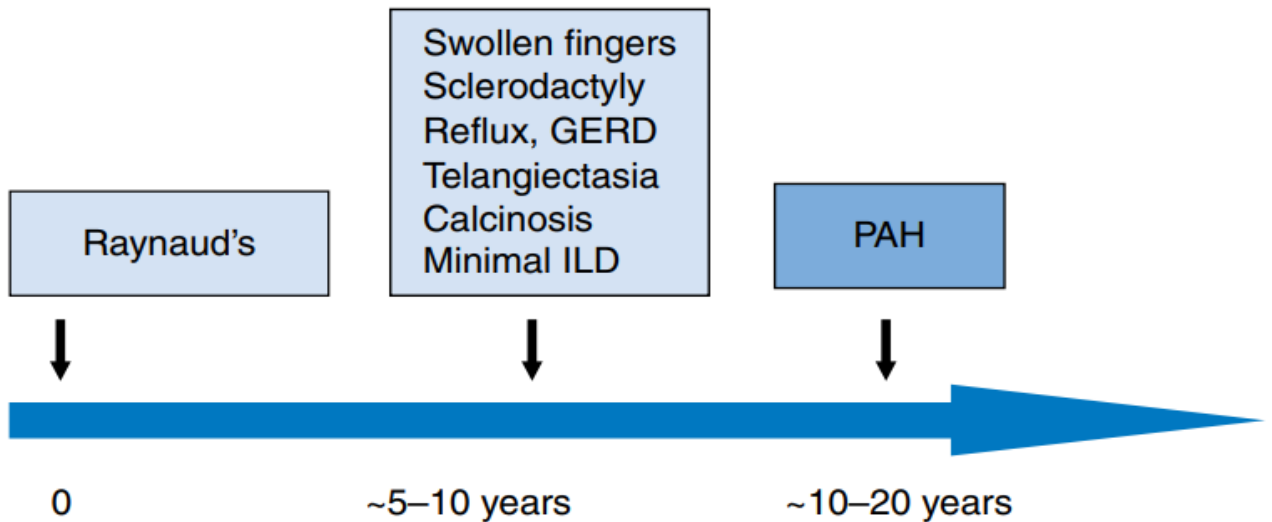 Raynaud's
Swollen fingers
Sclerodactyly
Reflux, GERD
Telangiectasia
Calcinosis
Minimal ILD
PAH
0
~5–10 years
~10–20 years